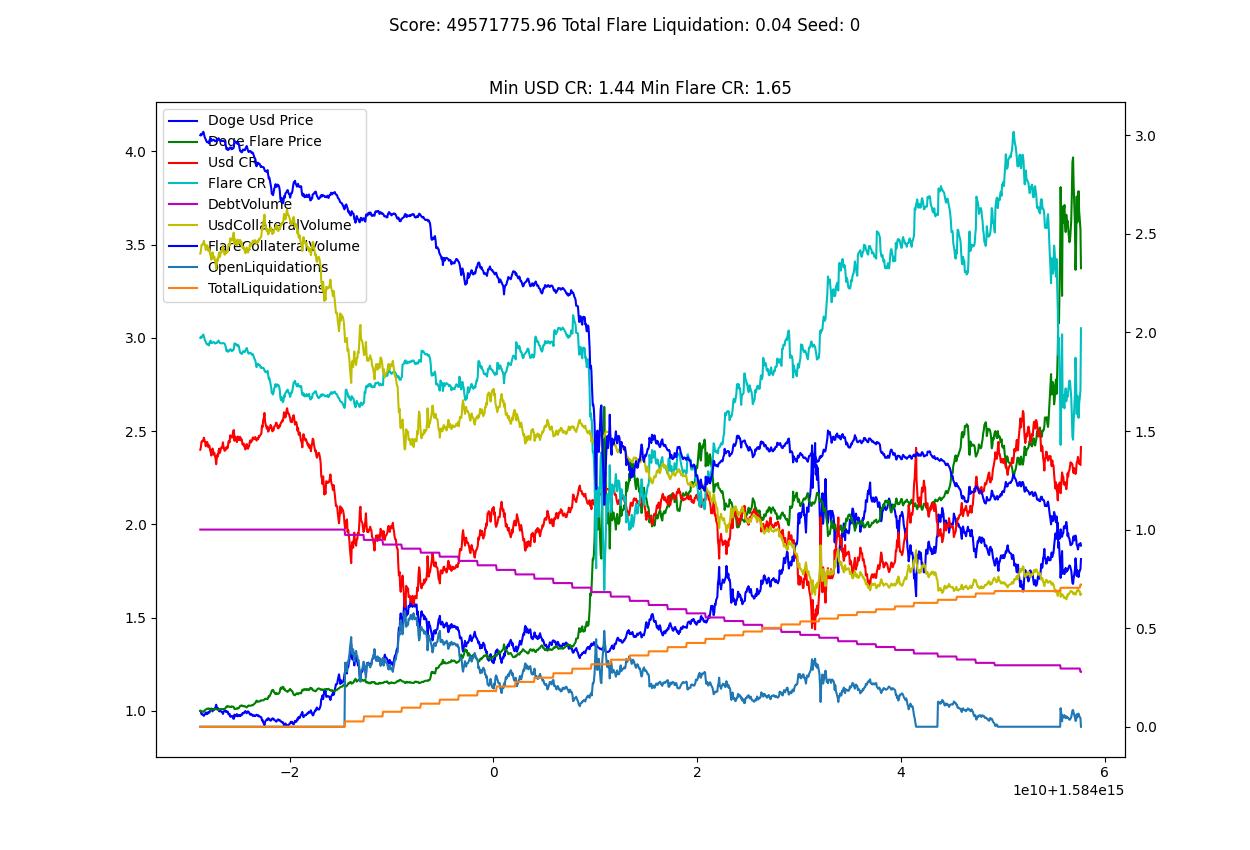 Score: 49571775.96 Total Flare Liquidation: 0.04 Seed: 0
Min USD CR: 1.44 Min Flare CR: 1.65
Doge Usd Price
Doge Flare Price
Usd CR
Flare CR
DebtVolume
UsdCollateralVolume
FlareCollateralVolume
OpenLiquidations
TotalLiquidations
4.0
3.5
3.0
2.5
2.0
1.5
1.0
3.0
2.5
2.0
1.5
1.0
0.5
0.0
−2 0 2 4 6
1e10+1.584e15